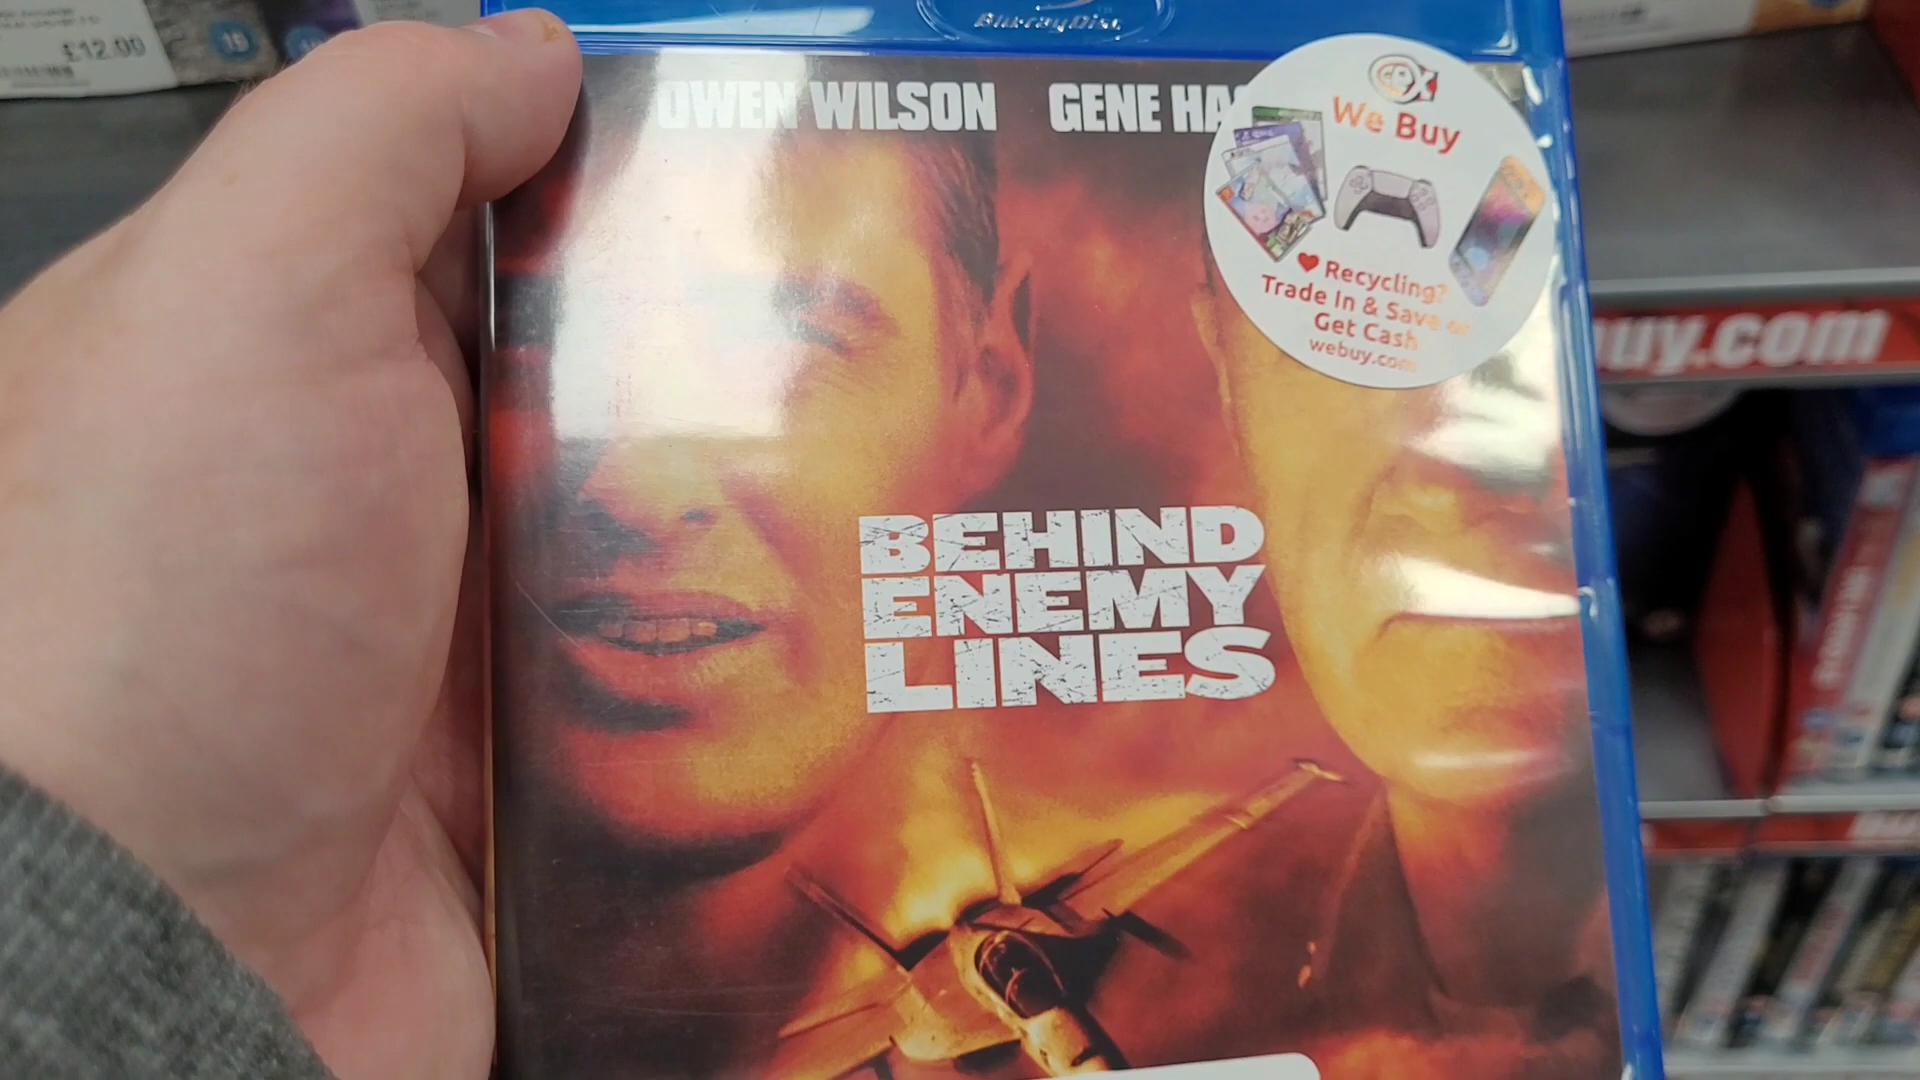 £12.00
Blu-ray Disc
OWEN WILSON GENE HA
CeX
We Buy
♥ Recycling?
Trade In & Save or
Get Cash
webuy.com
uy.com
BEHIND
ENEMY
LINES